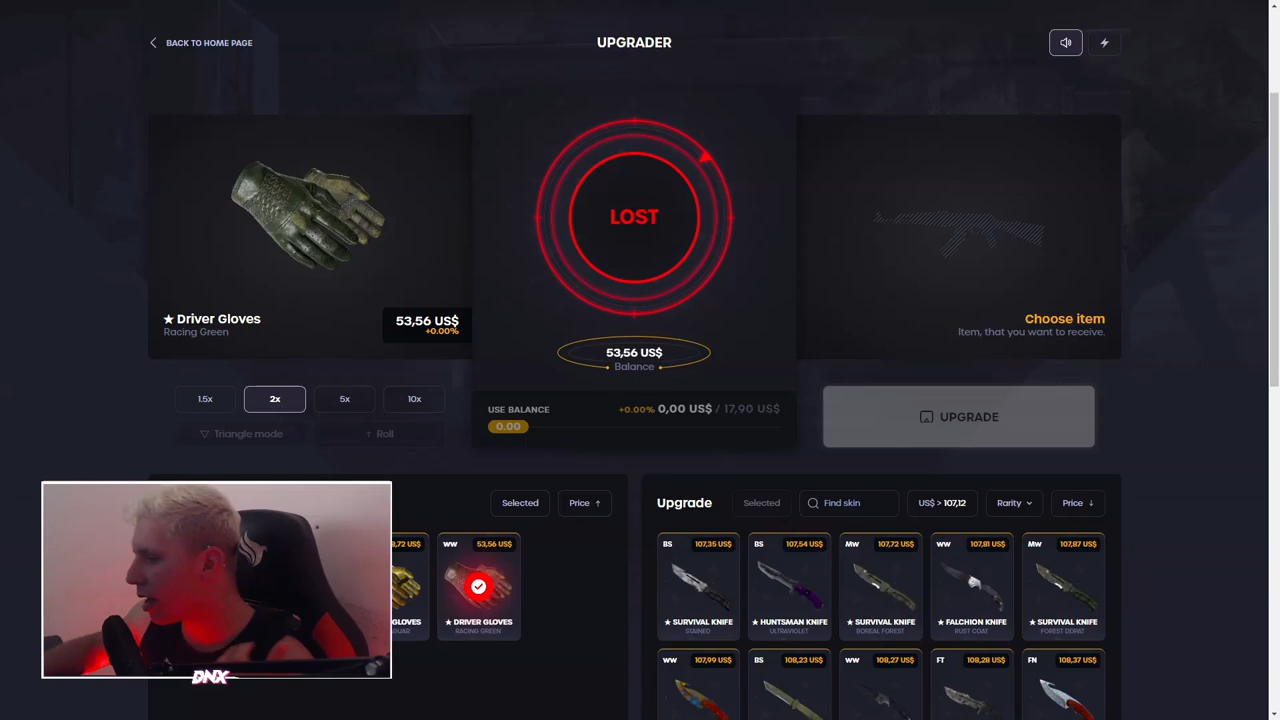 BACK TO HOME PAGE
UPGRADER
LOST
★ Driver Gloves
Racing Green
53,56 US$
+0.00%
53,56 US$
Balance
Choose item
Item, that you want to receive.
1.5x
2x
5x
10x
Triangle mode
Roll
USE BALANCE
+0.00% 0,00 US$ / 17,90 US$
0.00
UPGRADE
Selected
Price ↑
WW
53,56 US$
★ DRIVER GLOVES
RACING GREEN
Upgrade
Selected
Find skin
US$ > 107,12
Rarity
Price ↓
BS 107,35 US$
★ SURVIVAL KNIFE
STAINED
BS 107,54 US$
★ HUNTSMAN KNIFE
ULTRAVIOLET
MW 107,72 US$
★ SURVIVAL KNIFE
BOREAL FOREST
WW 107,81 US$
★ FALCHION KNIFE
RUST COAT
MW 107,87 US$
★ SURVIVAL KNIFE
FOREST DDPAT
WW 107,99 US$
BS 108,23 US$
WW 108,27 US$
FT 108,28 US$
FN 108,37 US$
DNX